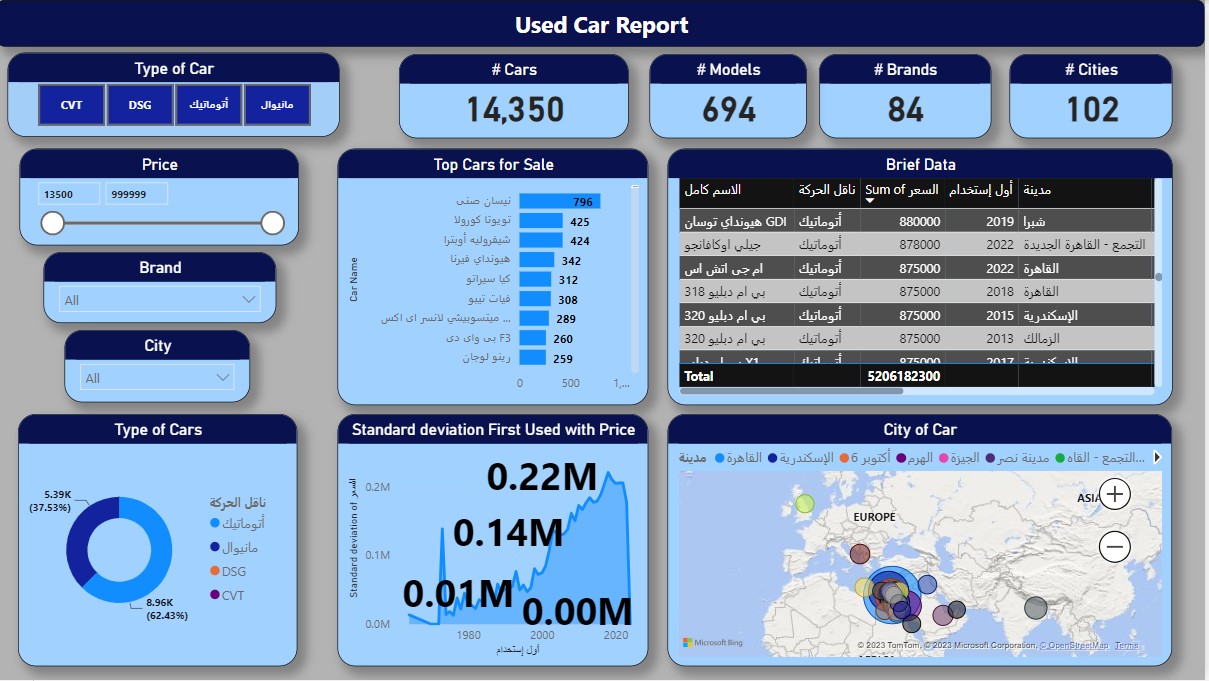 Used Car Report
Type of Car
CVT
DSG
أتوماتيك
مانيوال
# Cars
14,350
# Models
694
# Brands
84
# Cities
102
Price
13500
999999
Brand
All
City
All
Top Cars for Sale
Car Name
نيسان صنى 796
تويوتا كورولا 425
شيفروليه أوبترا 424
هيونداي فيرنا 342
كيا سيراتو 312
فيات تيبو 308
ميتسوبيشي لانسر اى اكس ... 289
بى واى دى F3 260
رينو لوجان 259
0 500 1,...
Brief Data
الاسم كامل ناقل الحركة Sum of السعر أول إستخدام مدينة
هيونداي توسان GDI أتوماتيك 880000 2019 شبرا
جيلي اوكافانجو أتوماتيك 878000 2022 التجمع - القاهرة الجديدة
ام جى اتش اس أتوماتيك 875000 2022 القاهرة
بي ام دبليو 318 أتوماتيك 875000 2018 القاهرة
بي ام دبليو 320 أتوماتيك 875000 2015 الإسكندرية
بي ام دبليو 320 أتوماتيك 875000 2013 الزمالك
بي ام دبليو X1 أتوماتيك 875000 2017 الإسكندرية
Total 5206182300
Type of Cars
5.39K
(37.53%)
8.96K
(62.43%)
ناقل الحركة
أتوماتيك
مانيوال
DSG
CVT
Standard deviation First Used with Price
Standard deviation of السعر
0.2M
0.1M
0.0M
0.22M
0.14M
0.01M
0.00M
1980 2000 2020
أول إستخدام
City of Car
مدينة القاهرة الإسكندرية 6 أكتوبر الهرم الجيزة مدينة نصر التجمع - القاه...
ASIA
EUROPE
Microsoft Bing
© 2023 TomTom, © 2023 Microsoft Corporation, © OpenStreetMap Terms